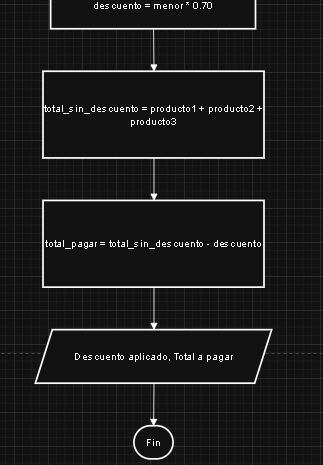 descuento = menor * 0.70
total_sin_descuento = producto1 + producto2 +
producto3
total_pagar = total_sin_descuento - descuento
Descuento aplicado, Total a pagar
Fin